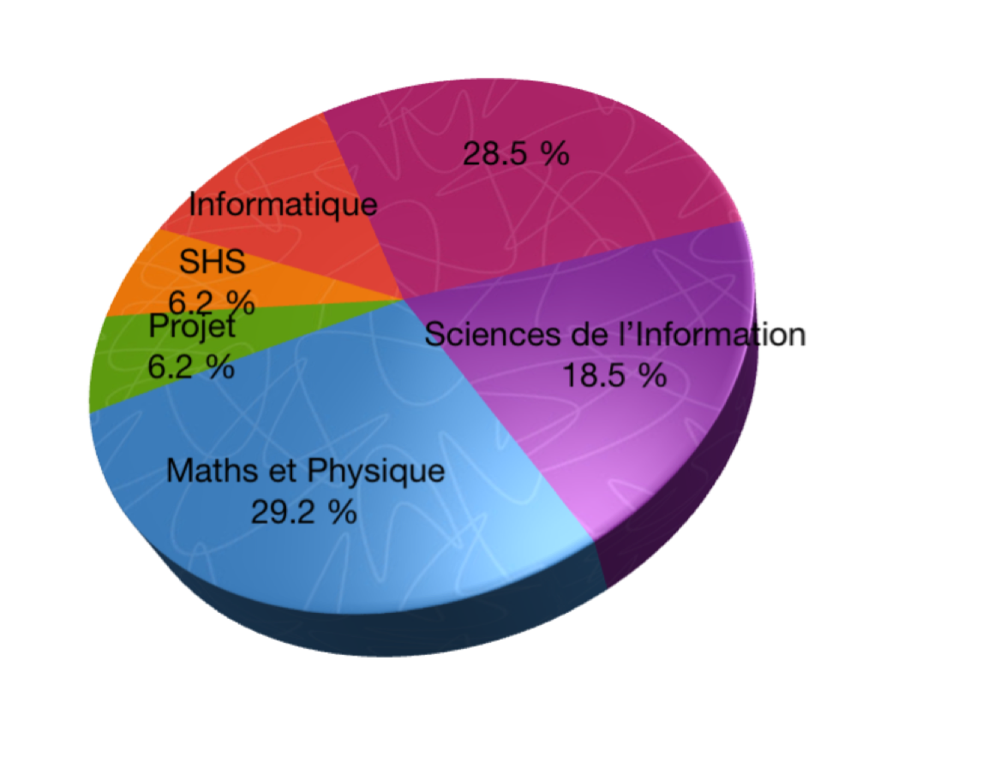 28.5 %
Informatique
SHS
6.2 %
Projet
6.2 %
Sciences de l’Information
18.5 %
Maths et Physique
29.2 %